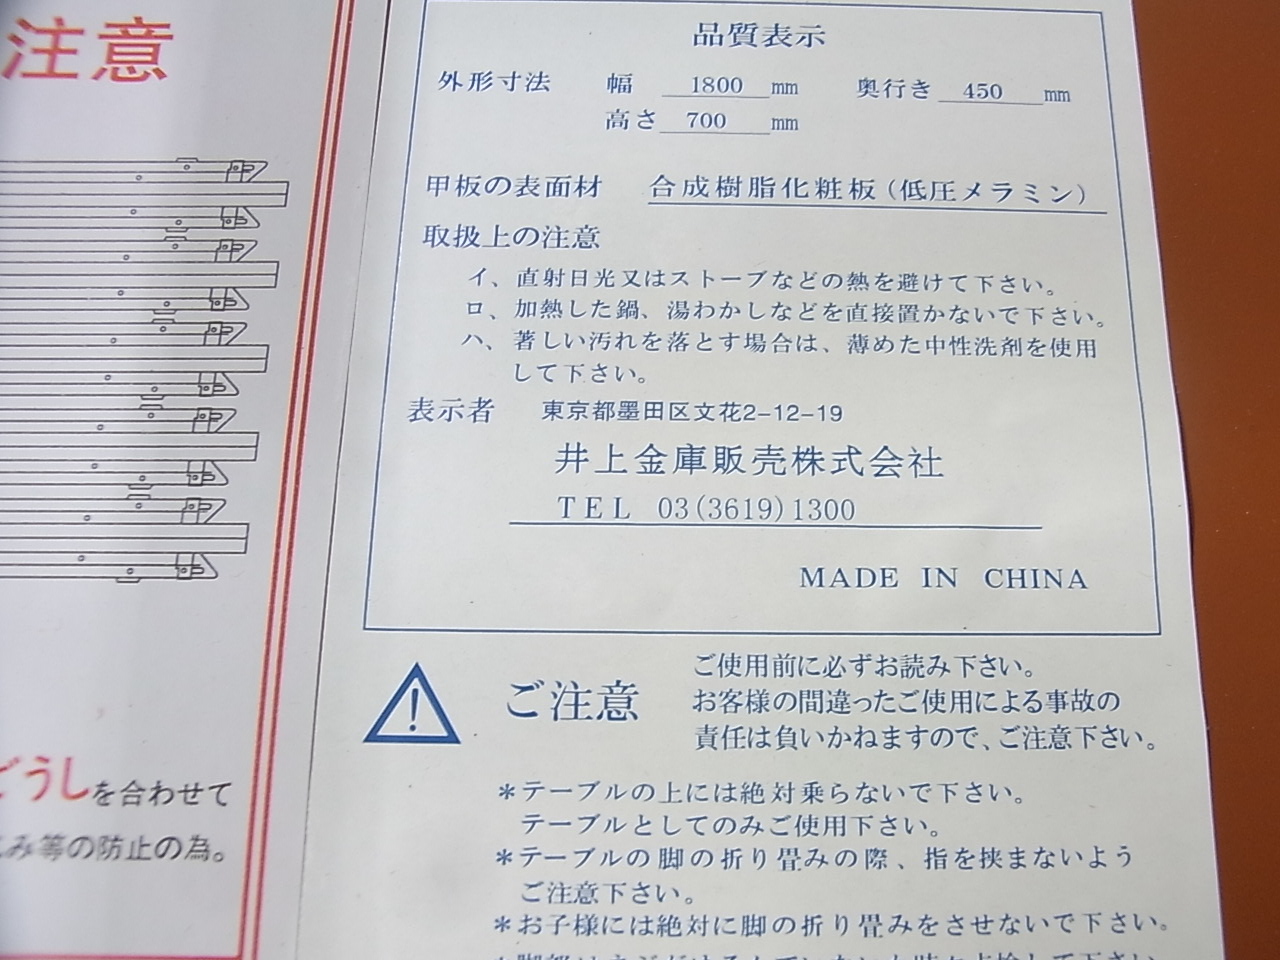 注意
どうしを合わせて
み等の防止の為。
品質表示
外形寸法 幅 1800 mm 奥行き 450 mm
高さ 700 mm
甲板の表面材 合成樹脂化粧板(低圧メラミン)
取扱上の注意
イ、直射日光又はストーブなどの熱を避けて下さい。
ロ、加熱した鍋、湯わかしなどを直接置かないで下さい。
ハ、著しい汚れを落とす場合は、薄めた中性洗剤を使用
して下さい。
表示者 東京都墨田区文花2-12-19
井上金庫販売株式会社
TEL 03(3619)1300
MADE IN CHINA
ご注意
ご使用前に必ずお読み下さい。
お客様の間違ったご使用による事故の
責任は負いかねますので、ご注意下さい。
*テーブルの上には絶対乗らないで下さい。
テーブルとしてのみご使用下さい。
*テーブルの脚の折り畳みの際、指を挟まないよう
ご注意下さい。
*お子様には絶対に脚の折り畳みをさせないで下さい。